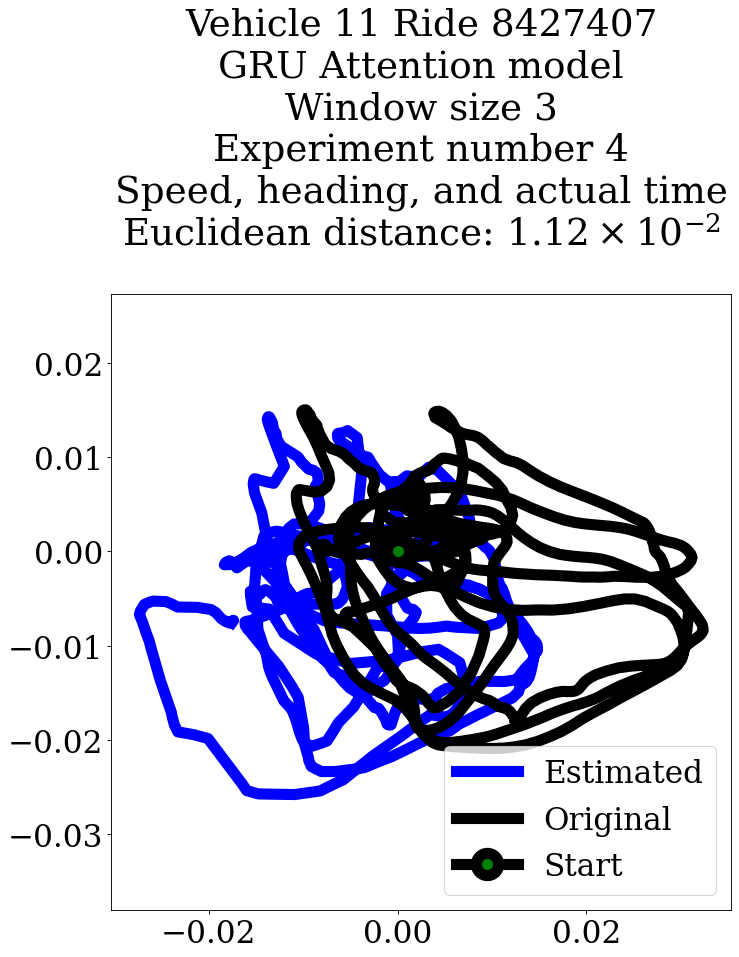 Vehicle 11 Ride 8427407
GRU Attention model
Window size 3
Experiment number 4
Speed, heading, and actual time
Euclidean distance: 1.12 × 10⁻²
0.02
0.01
0.00
−0.01
−0.02
−0.03
Estimated
Original
Start
−0.02 0.00 0.02